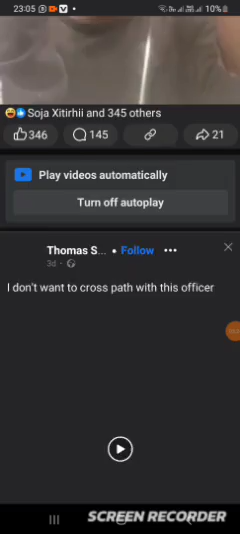 23:05
10%
Soja Xitirhii and 345 others
346
145
21
Play videos automatically
Turn off autoplay
Thomas S... • Follow
3d
I don't want to cross path with this officer
SCREEN RECORDER